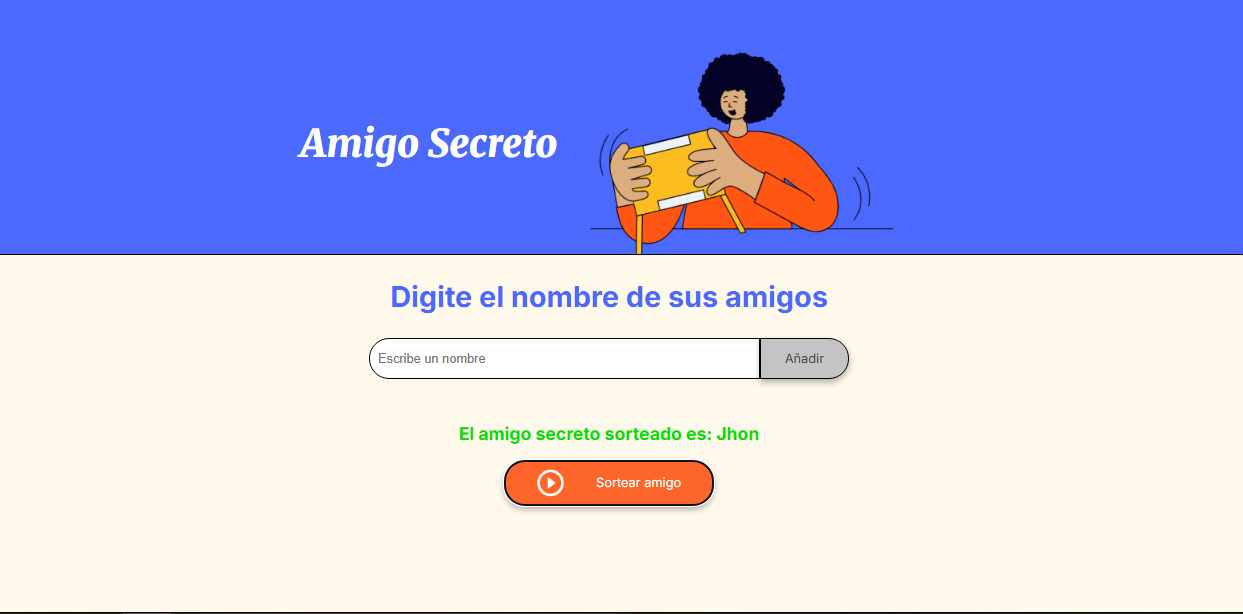 Amigo Secreto
Digite el nombre de sus amigos
Escribe un nombre
Añadir
El amigo secreto sorteado es: Jhon
Sortear amigo